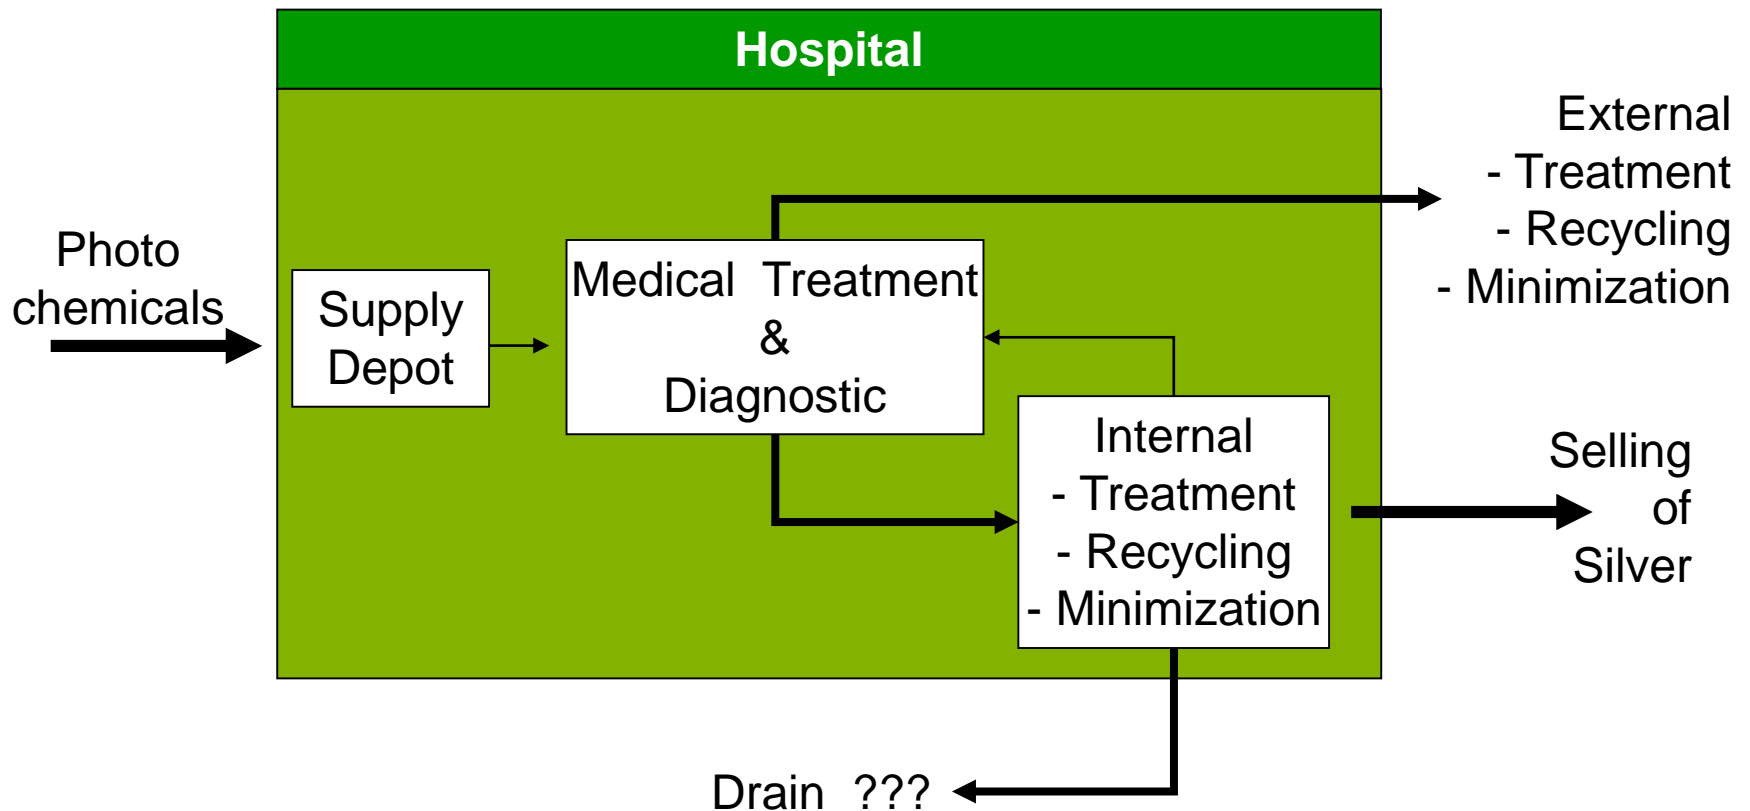 Hospital
Photo
chemicals
Supply
Depot
Medical Treatment
&
Diagnostic
External
- Treatment
- Recycling
- Minimization
Internal
- Treatment
- Recycling
- Minimization
Selling
of
Silver
Drain ???